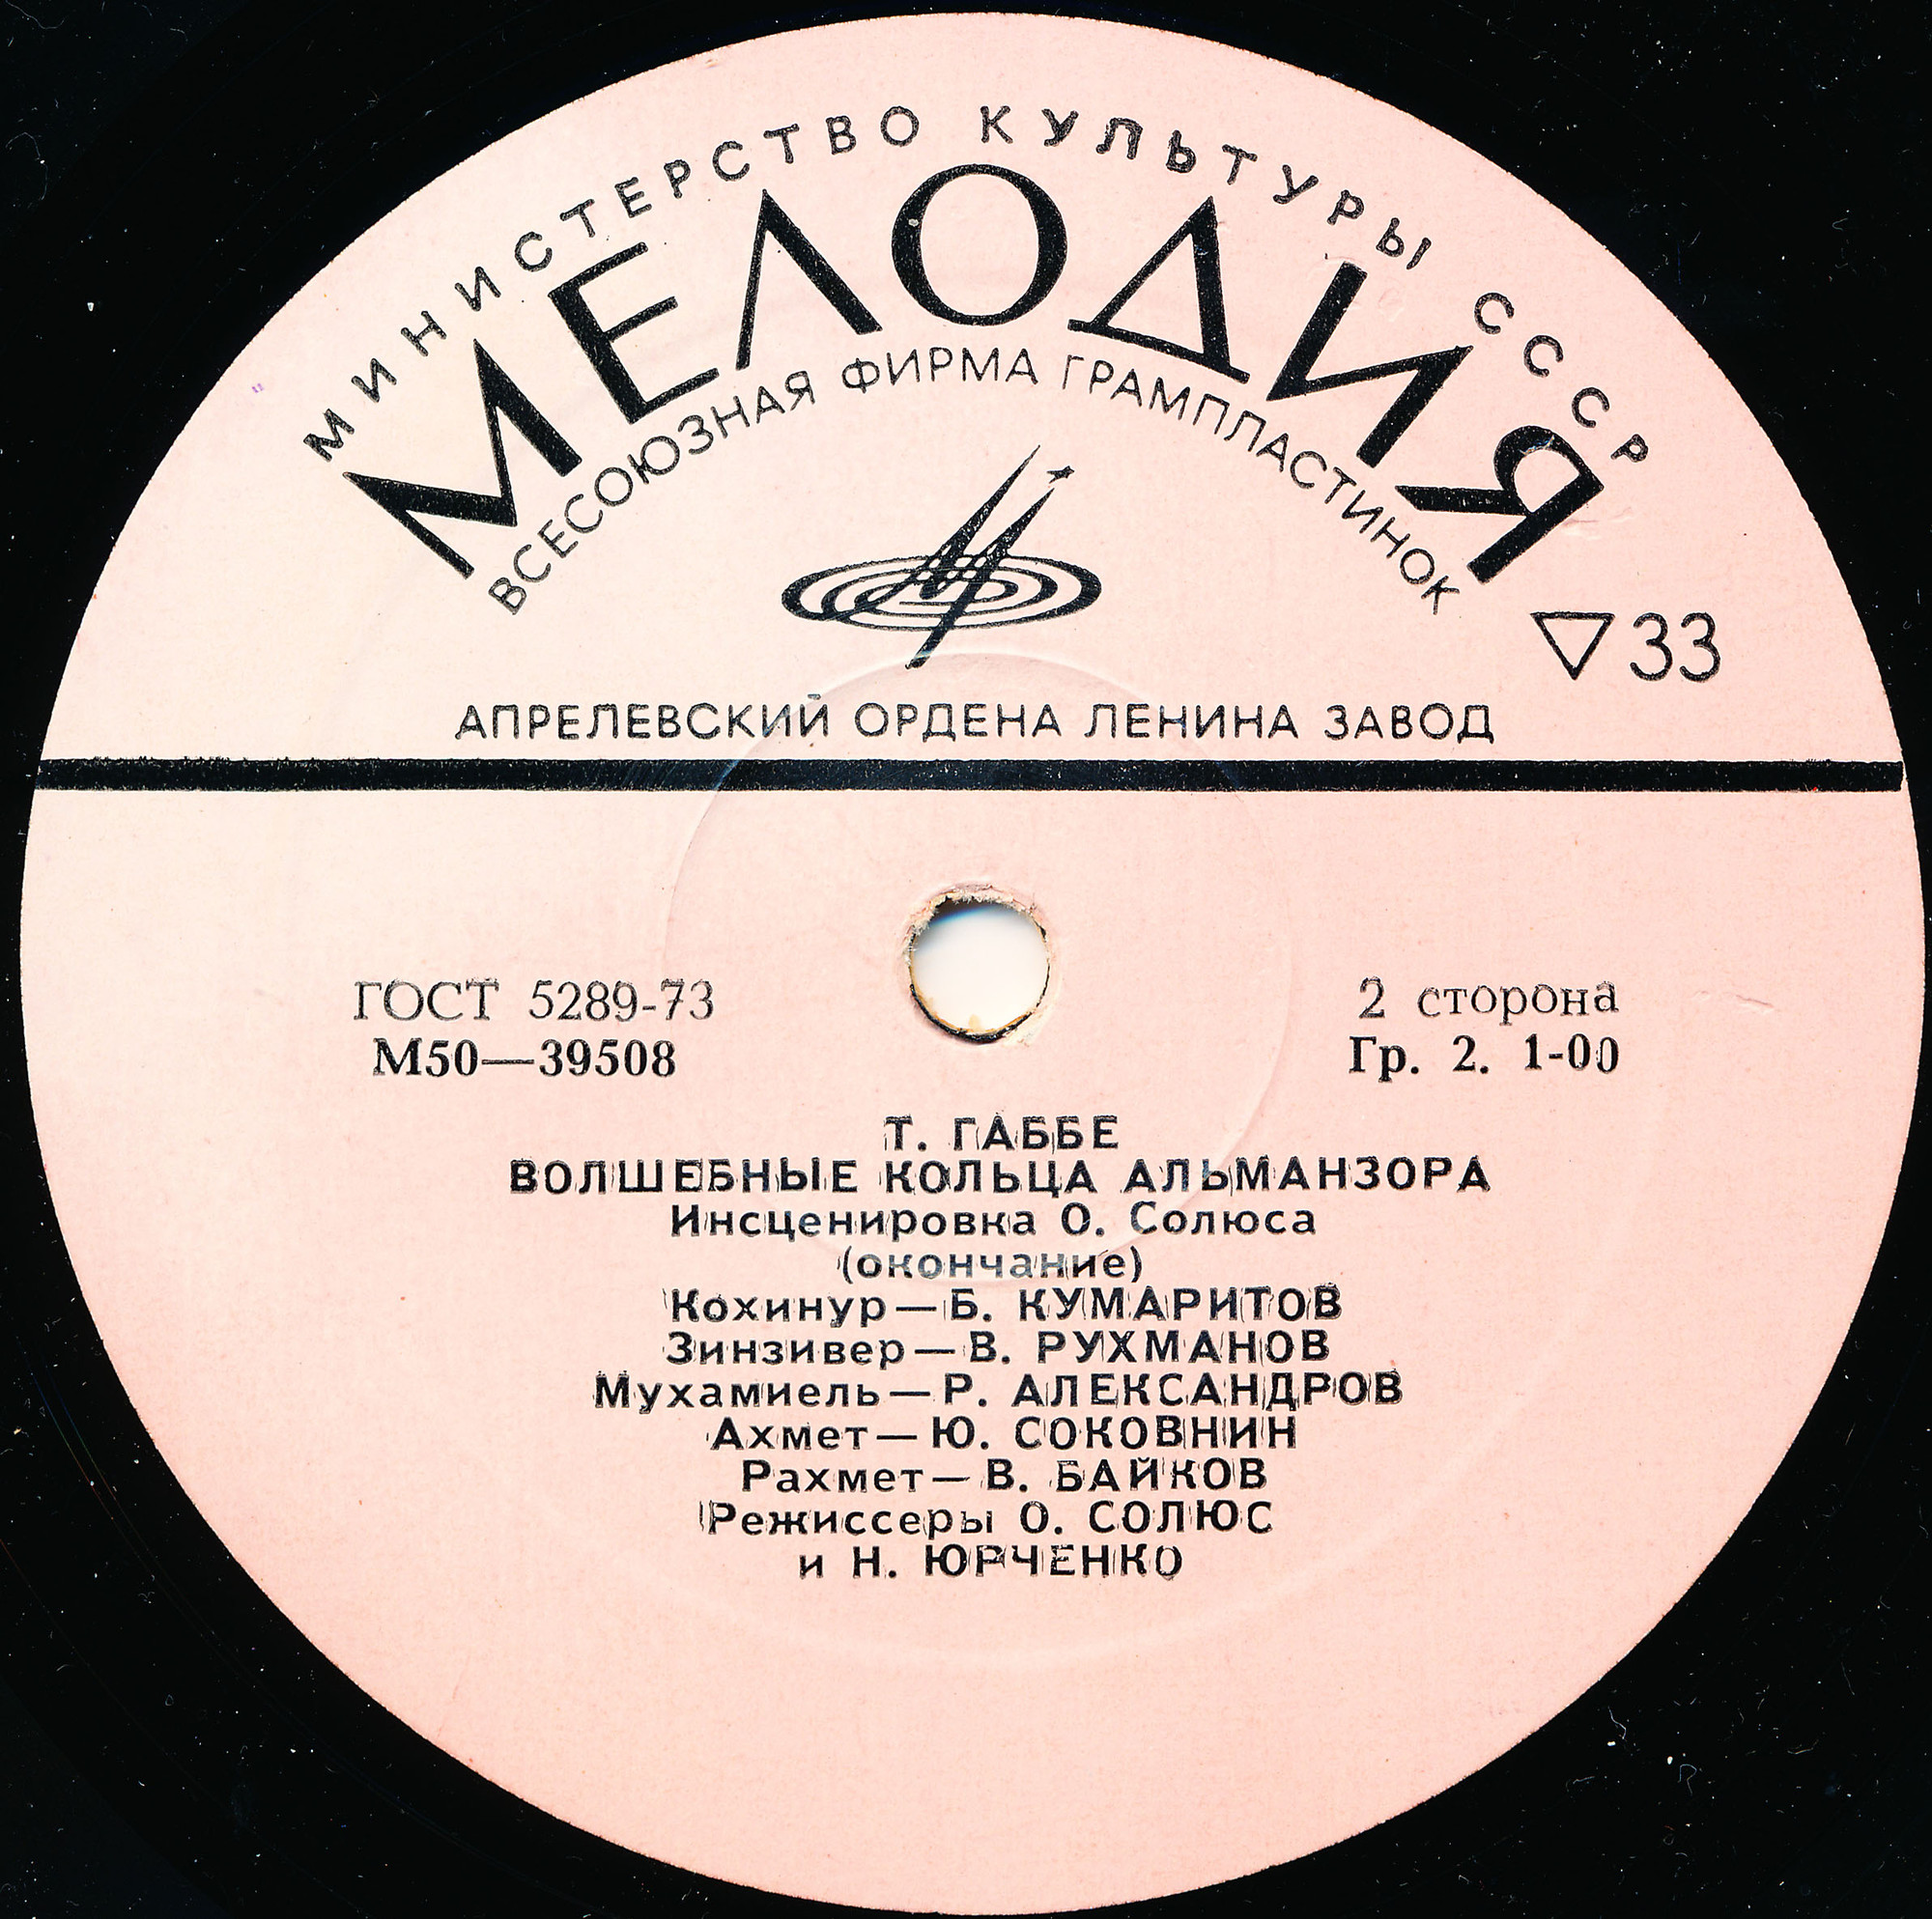 МИНИСТЕРСТВО КУЛЬТУРЫ СССР
МЕЛОДИЯ
ВСЕСОЮЗНАЯ ФИРМА ГРАМПЛАСТИНОК
33
АПРЕЛЕВСКИЙ ОРДЕНА ЛЕНИНА ЗАВОД
ГОСТ 5289-73
М50—39508
2 сторона
Гр. 2. 1-00
Т. ГАББЕ
ВОЛШЕБНЫЕ КОЛЬЦА АЛЬМАНЗОРА
Инсценировка О. Солюса
(окончание)
Кохинур — Б. КУМАРИТОВ
Зинзивер — В. РУХМАНОВ
Мухамиель — Р. АЛЕКСАНДРОВ
Ахмет — Ю. СОКОВНИН
Рахмет — В. БАЙКОВ
Режиссеры О. СОЛЮС
и Н. ЮРЧЕНКО